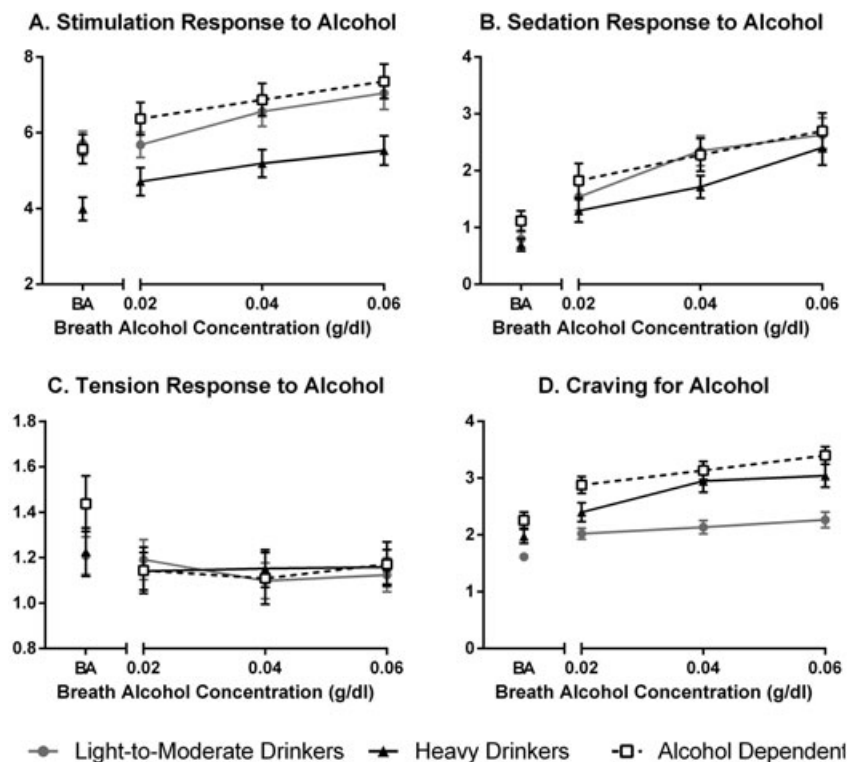 A. Stimulation Response to Alcohol
8
6
4
2
BA 0.02 0.04 0.06
Breath Alcohol Concentration (g/dl)
B. Sedation Response to Alcohol
4
3
2
1
0
BA 0.02 0.04 0.06
Breath Alcohol Concentration (g/dl)
C. Tension Response to Alcohol
1.8
1.6
1.4
1.2
1.0
0.8
BA 0.02 0.04 0.06
Breath Alcohol Concentration (g/dl)
D. Craving for Alcohol
4
3
2
1
0
BA 0.02 0.04 0.06
Breath Alcohol Concentration (g/dl)
Light-to-Moderate Drinkers Heavy Drinkers Alcohol Dependent